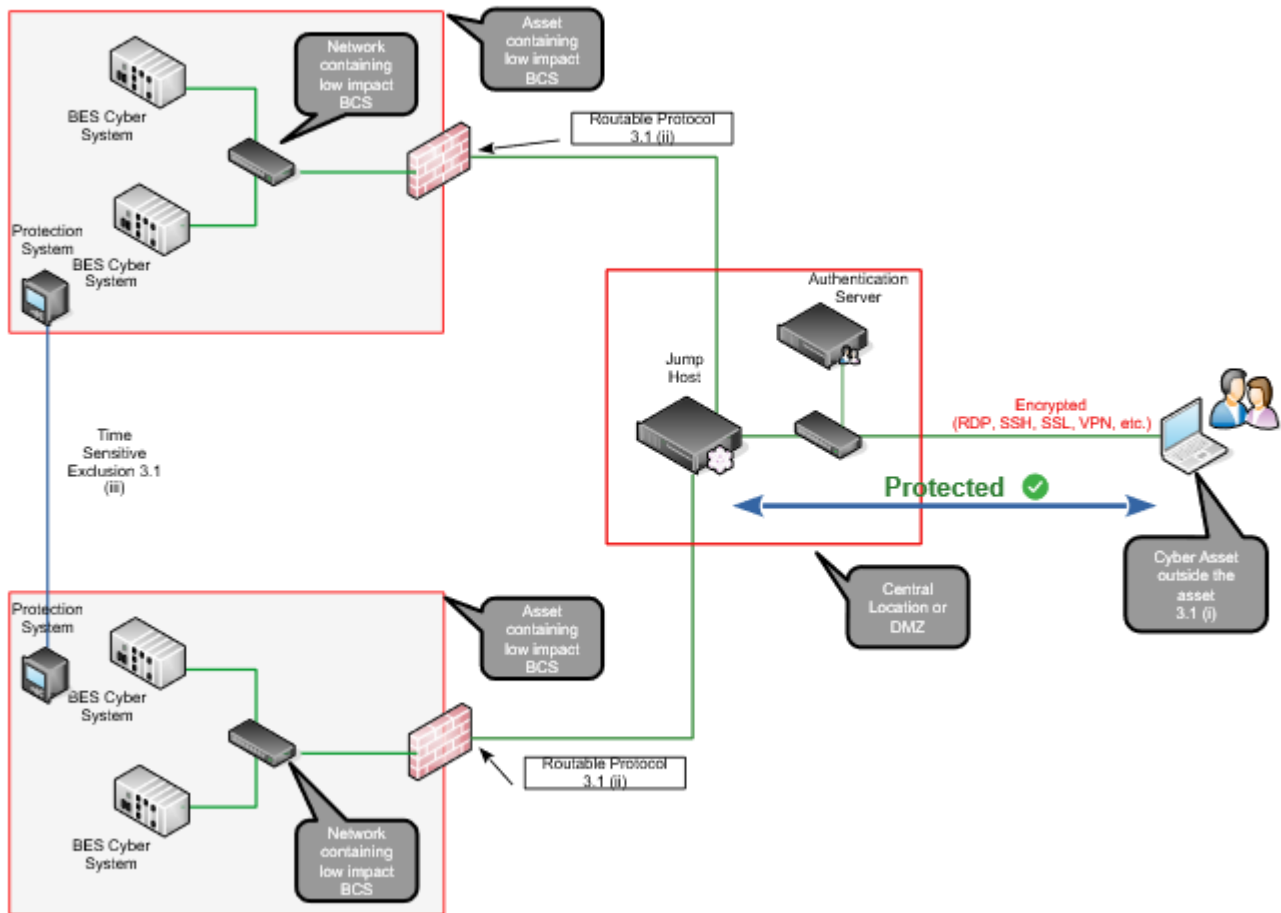 Asset
containing
low impact
BCS
Network
containing
low impact
BCS
BES Cyber
System
Routable Protocol
3.1 (ii)
Protection
System
BES Cyber
System
Authentication
Server
Jump
Host
Encrypted
(RDP, SSH, SSL, VPN, etc.)
Time
Sensitive
Exclusion 3.1
(iii)
Protected
Cyber Asset
outside the
asset
3.1 (i)
Central
Location or
DMZ
Protection
System
Asset
containing
low impact
BCS
BES Cyber
System
Routable Protocol
3.1 (ii)
BES Cyber
System
Network
containing
low impact
BCS